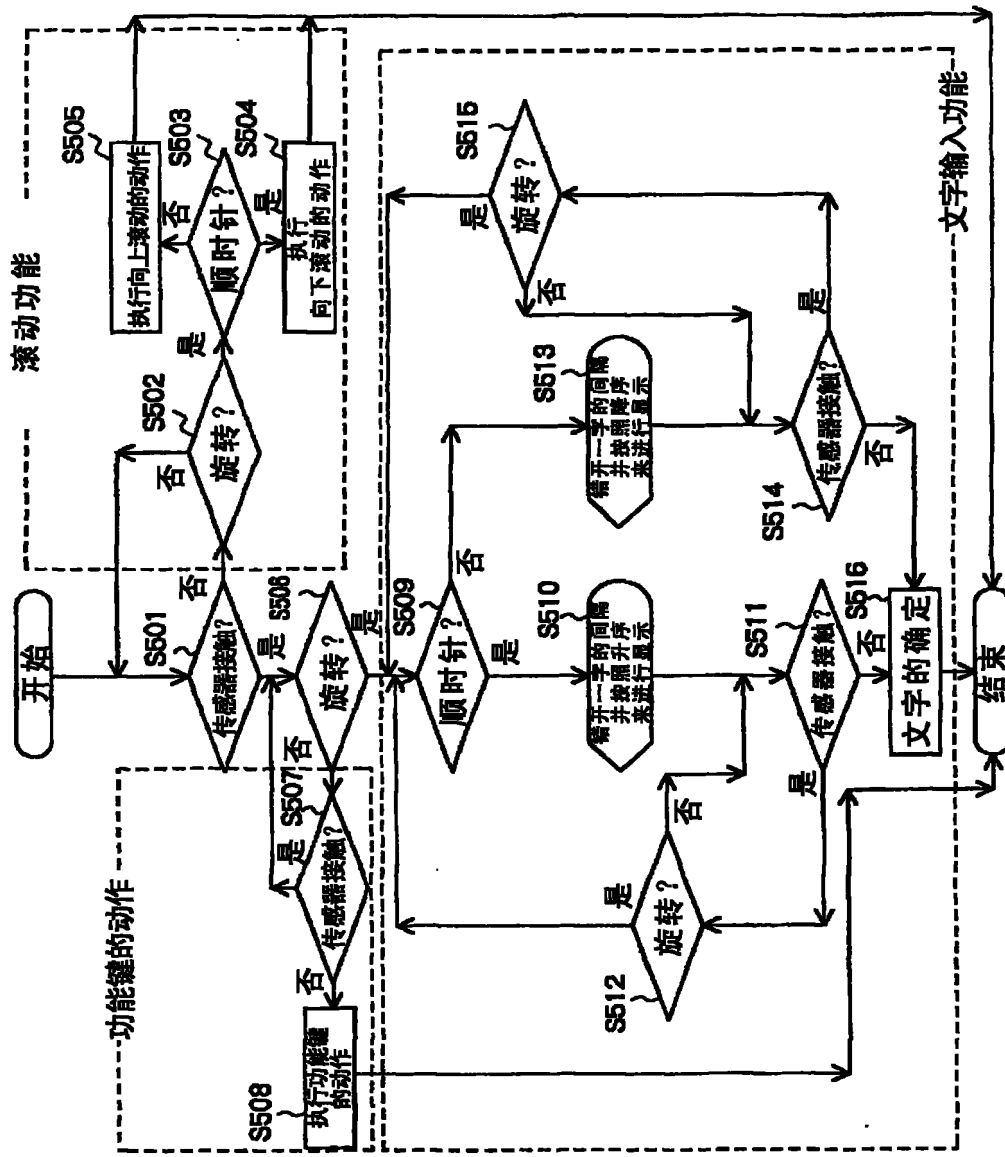 开始
滚动功能
S505
执行向上滚动的动作
S503
顺时针？
否
是
S504
执行
向下滚动的动作
S502
旋转？
是
否
S501
传感器接触？
否
是
S506
旋转？
否
是
功能键的动作
S507
传感器接触？
是
否
S508
执行功能键
的动作
S509
顺时针？
否
是
S510
错开一字的间隔
并按照升序
来进行显示
S511
传感器接触？
是
否
S512
旋转？
是
否
S513
错开一字的间隔
并按照降序
来进行显示
S514
传感器接触？
是
否
S515
旋转？
是
否
S516
文字的确定
文字输入功能
结束